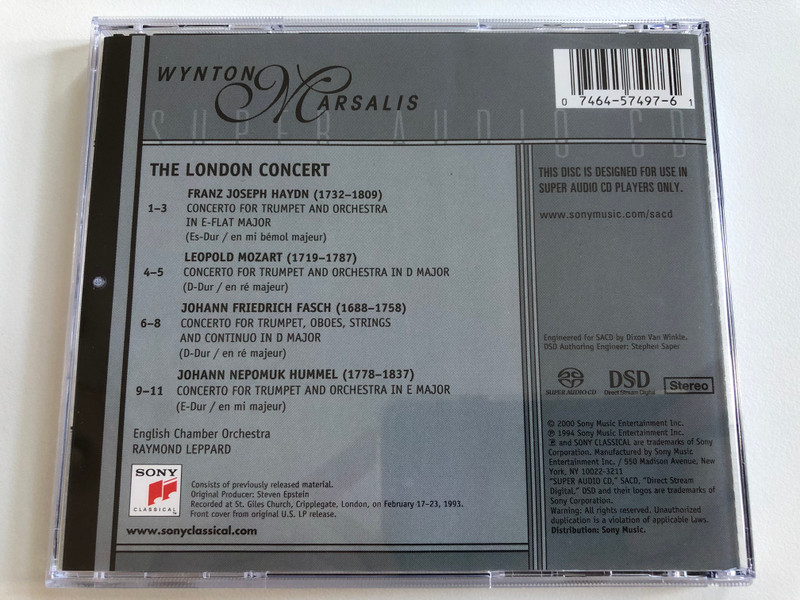 WYNTON MARSALIS
SUPER AUDIO CD
0 7464-57497-6 1
THE LONDON CONCERT
FRANZ JOSEPH HAYDN (1732–1809)
1–3 CONCERTO FOR TRUMPET AND ORCHESTRA
IN E-FLAT MAJOR
(Es-Dur / en mi bémol majeur)
LEOPOLD MOZART (1719–1787)
4–5 CONCERTO FOR TRUMPET AND ORCHESTRA IN D MAJOR
(D-Dur / en ré majeur)
JOHANN FRIEDRICH FASCH (1688–1758)
6–8 CONCERTO FOR TRUMPET, OBOES, STRINGS
AND CONTINUO IN D MAJOR
(D-Dur / en ré majeur)
JOHANN NEPOMUK HUMMEL (1778–1837)
9–11 CONCERTO FOR TRUMPET AND ORCHESTRA IN E MAJOR
(E-Dur / en mi majeur)
English Chamber Orchestra
RAYMOND LEPPARD
SONY
CLASSICAL
Consists of previously released material.
Original Producer: Steven Epstein
Recorded at St. Giles Church, Cripplegate, London, on February 17–23, 1993.
Front cover from original U.S. LP release.
www.sonyclassical.com
THIS DISC IS DESIGNED FOR USE IN
SUPER AUDIO CD PLAYERS ONLY.
www.sonymusic.com/sacd
Engineered for SACD by Dixon Van Winkle.
DSD Authoring Engineer: Stephen Saper
SUPER AUDIO CD
DSD
Direct Stream Digital
Stereo
© 2000 Sony Music Entertainment Inc.
℗ 1994 Sony Music Entertainment Inc.
and SONY CLASSICAL are trademarks of Sony
Corporation. Manufactured by Sony Music
Entertainment Inc. / 550 Madison Avenue, New
York, NY 10022-3211
"SUPER AUDIO CD," SACD, "Direct Stream
Digital," DSD and their logos are trademarks of
Sony Corporation.
Warning: All rights reserved. Unauthorized
duplication is a violation of applicable laws.
Distribution: Sony Music.